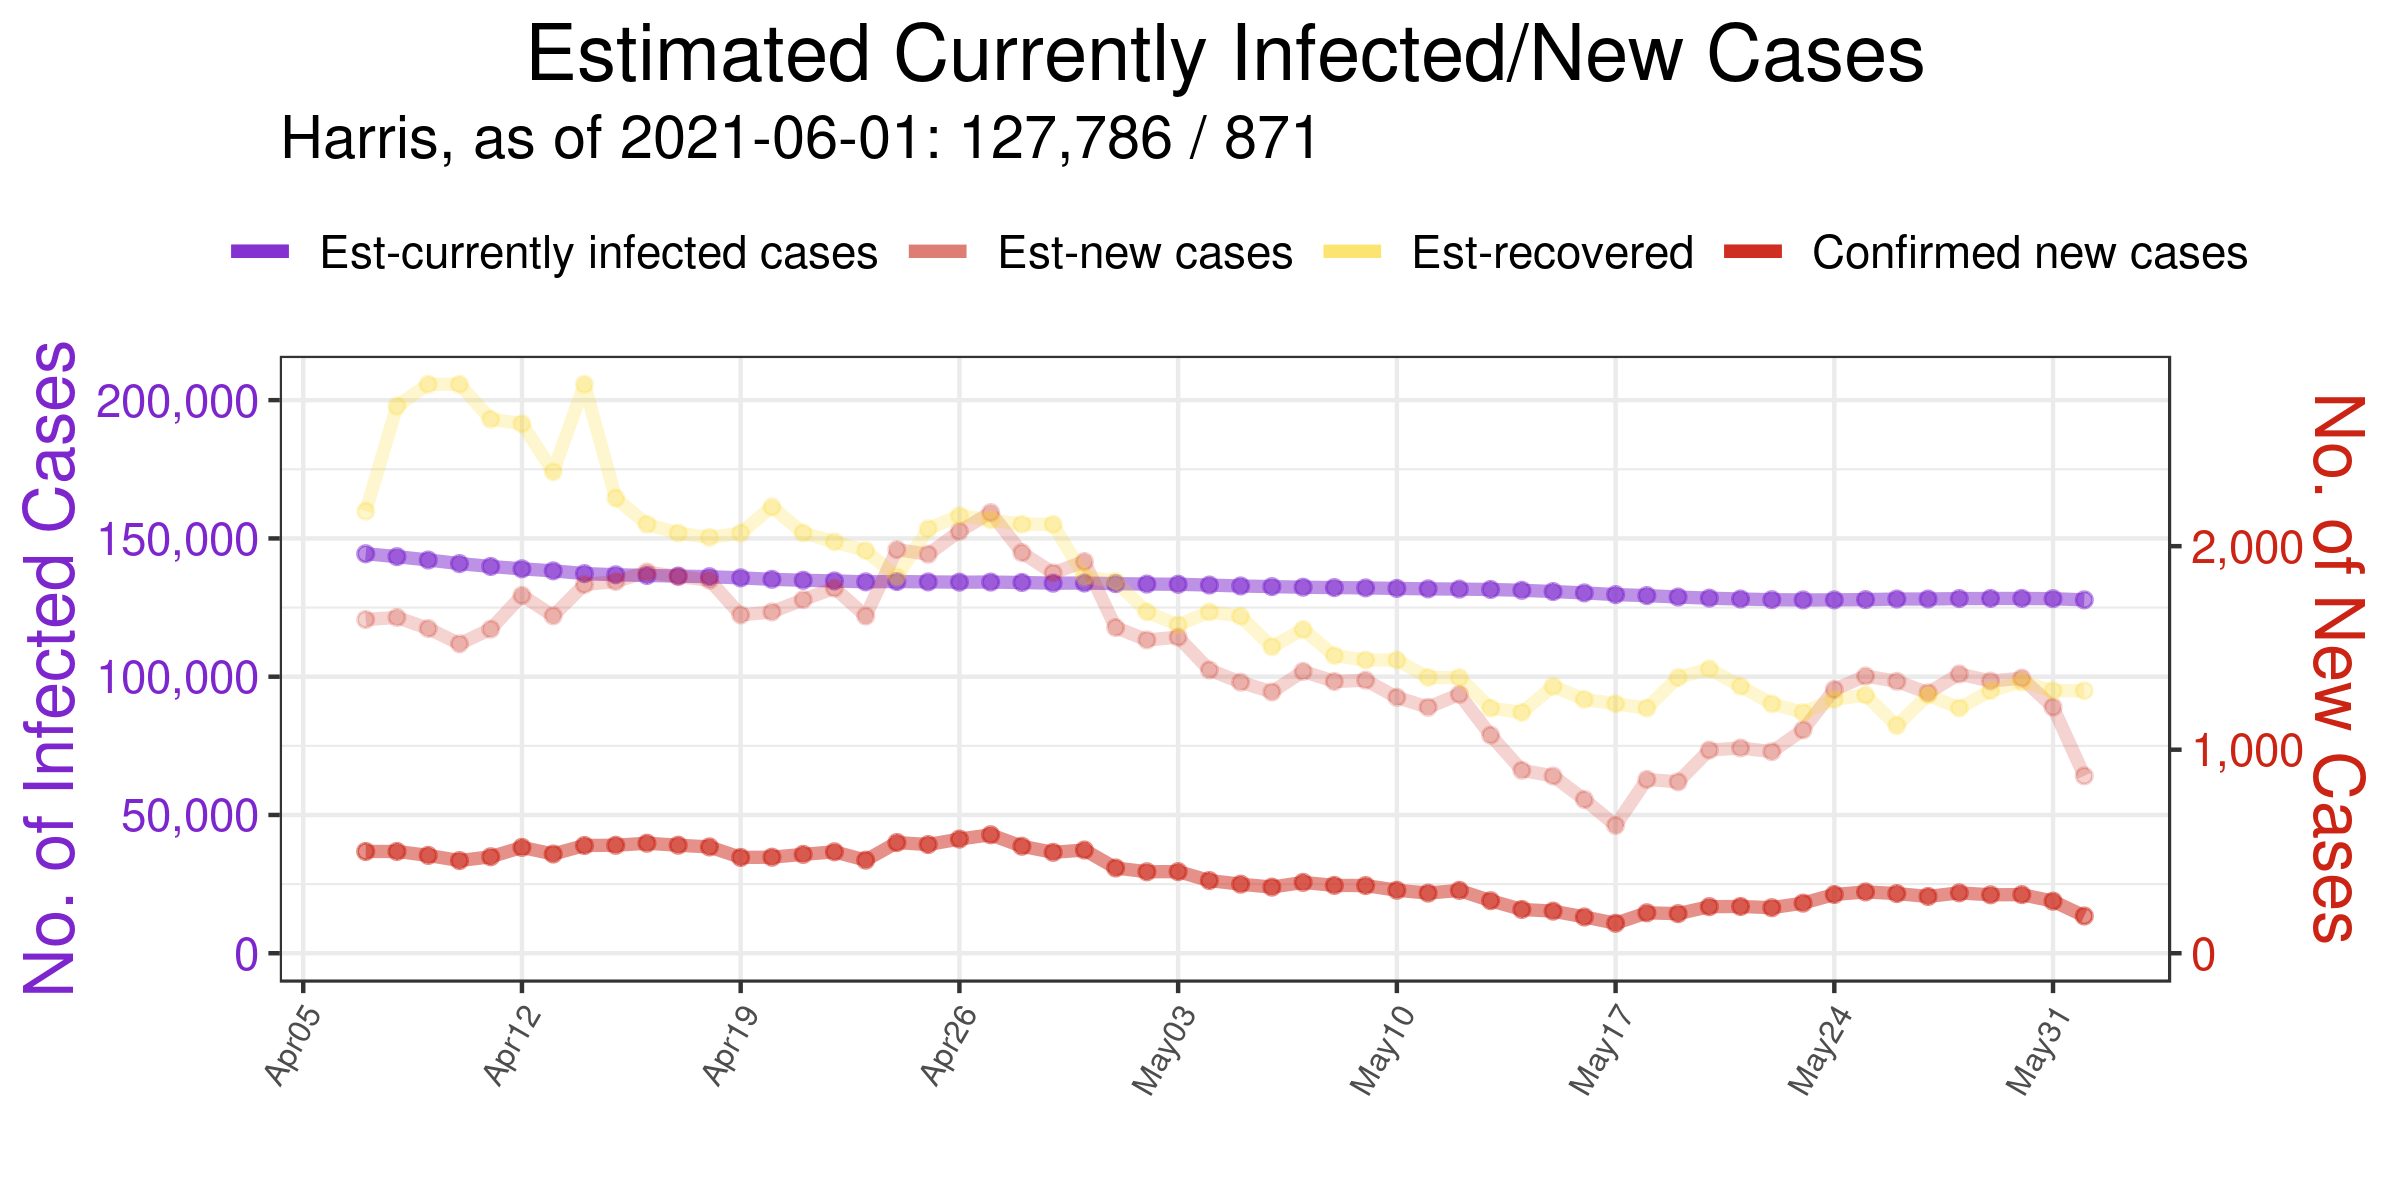 Estimated Currently Infected/New Cases
Harris, as of 2021-06-01: 127,786 / 871
Est-currently infected cases Est-new cases Est-recovered Confirmed new cases
No. of Infected Cases
200,000
150,000
100,000
50,000
0
2,000
1,000
0
No. of New Cases
Apr05 Apr12 Apr19 Apr26 May03 May10 May17 May24 May31